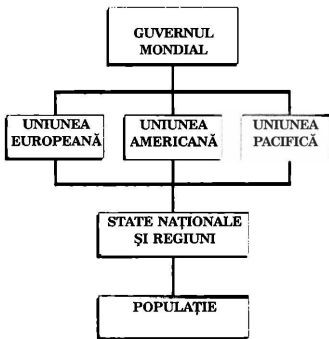 GUVERNUL
MONDIAL
UNIUNEA
EUROPEANĂ
UNIUNEA
AMERICANĂ
UNIUNEA
PACIFICĂ
STATE NAȚIONALE
ȘI REGIUNI
POPULAȚIE